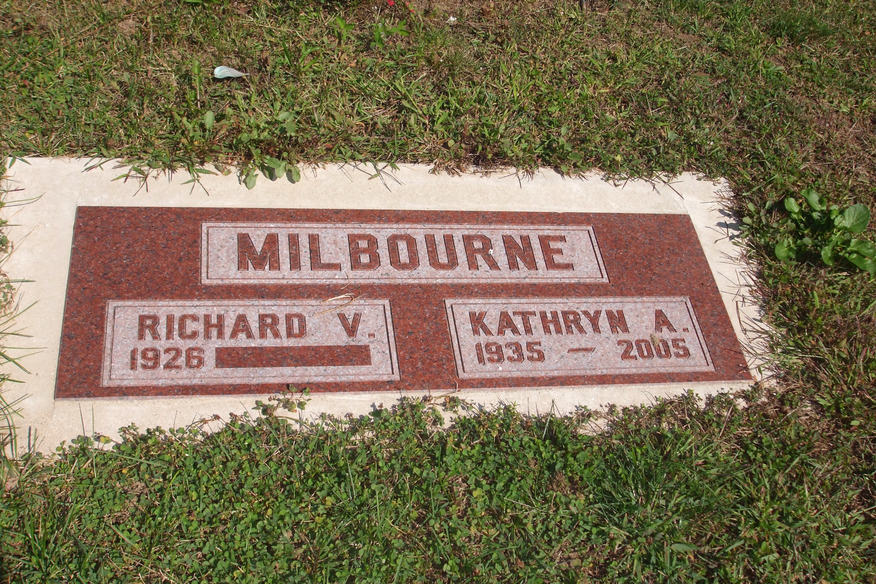 MILBOURNE
RICHARD V.
1926
KATHRYN A.
1935 — 2005